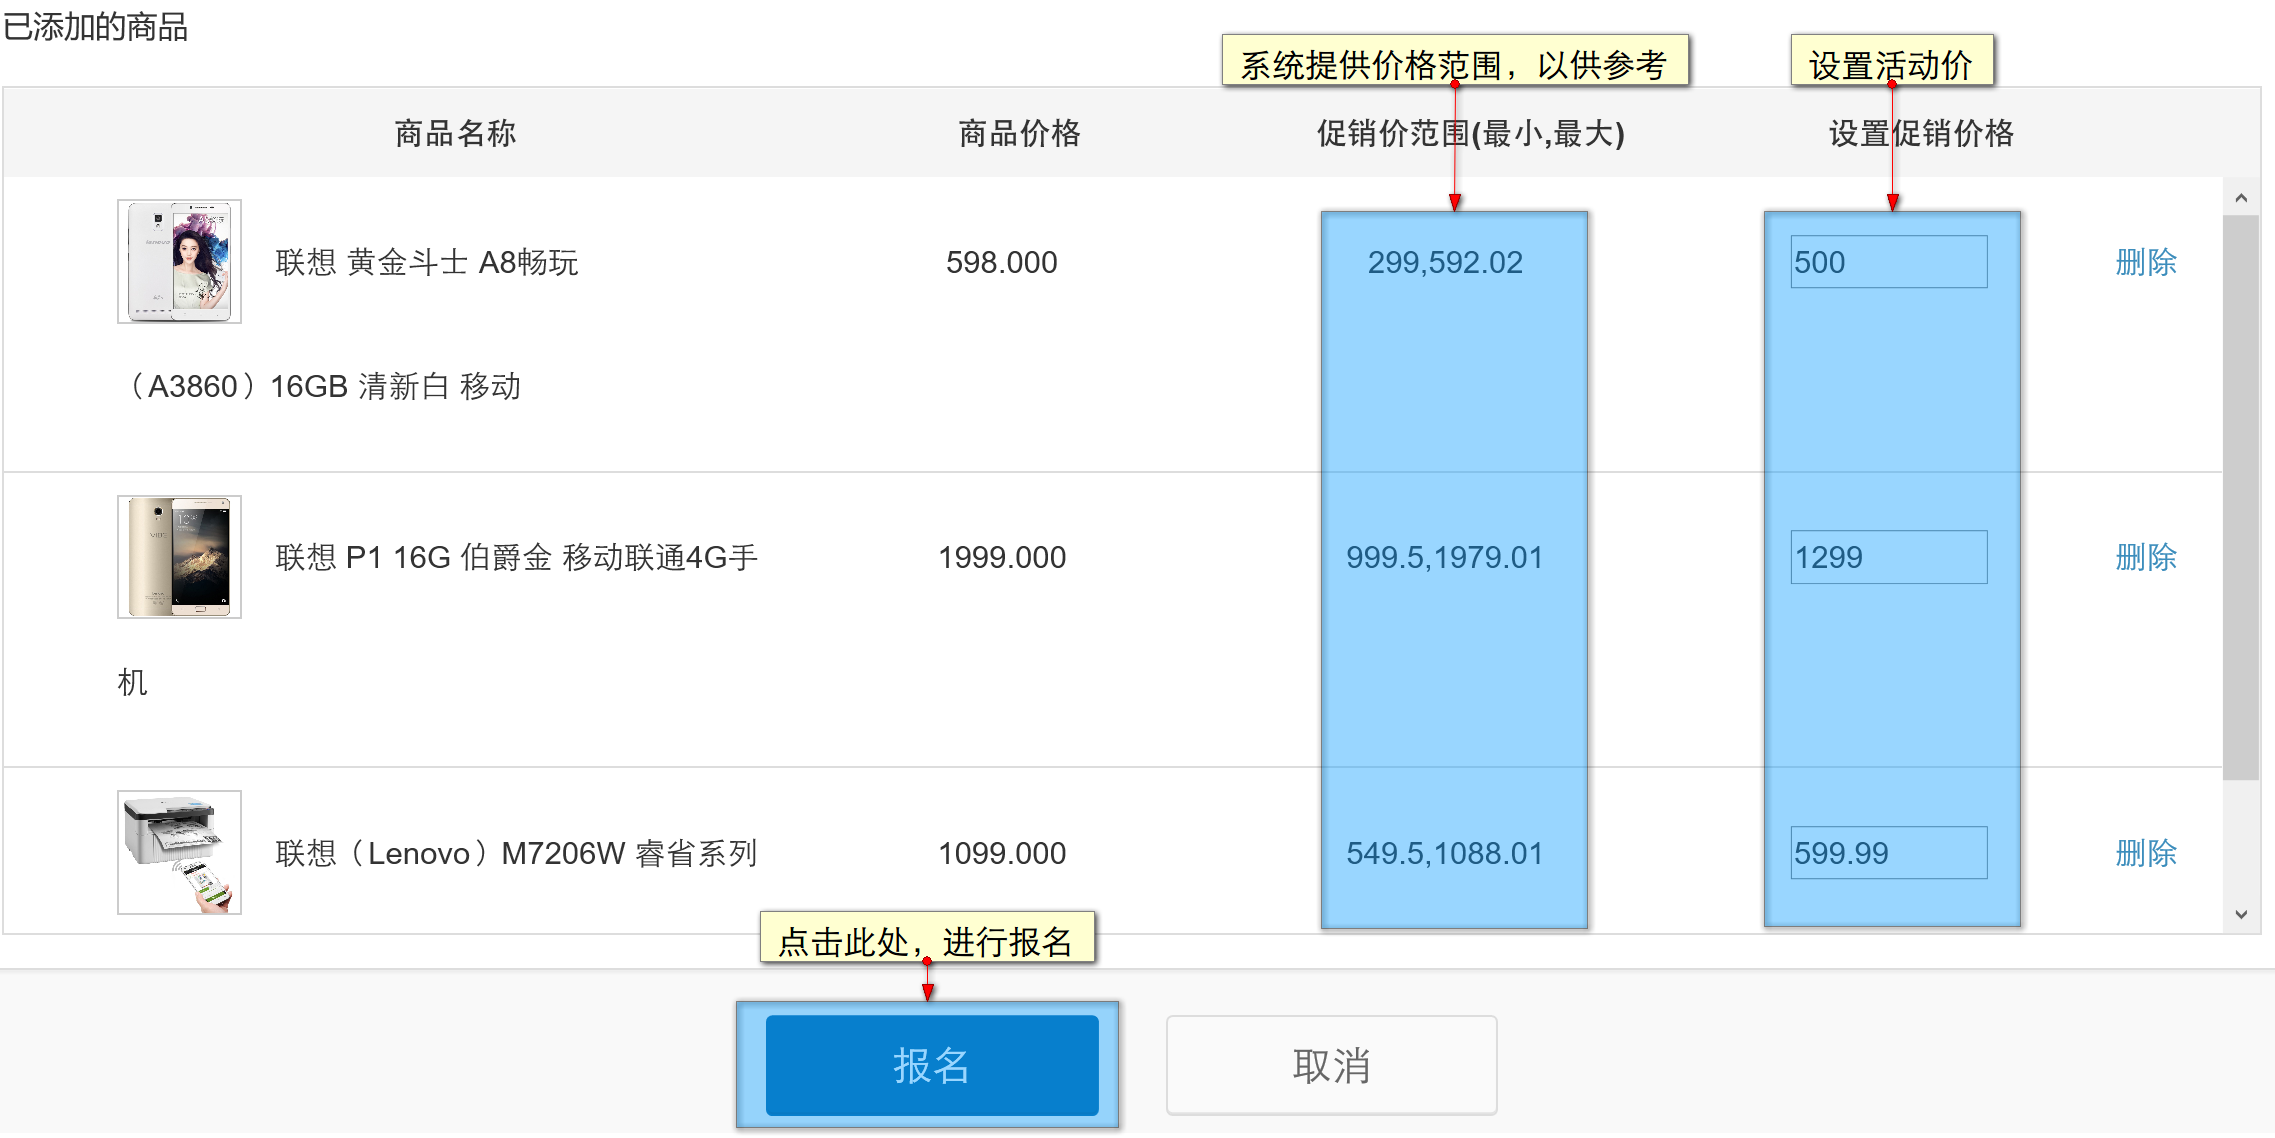 已添加的商品
系统提供价格范围，以供参考
设置活动价
商品名称 商品价格 促销价范围(最小,最大) 设置促销价格
联想 黄金斗士 A8畅玩 598.000 299,592.02 500 删除
（A3860）16GB 清新白 移动
联想 P1 16G 伯爵金 移动联通4G手 1999.000 999.5,1979.01 1299 删除
机
联想（Lenovo）M7206W 睿省系列 1099.000 549.5,1088.01 599.99 删除
点击此处，进行报名
报名 取消